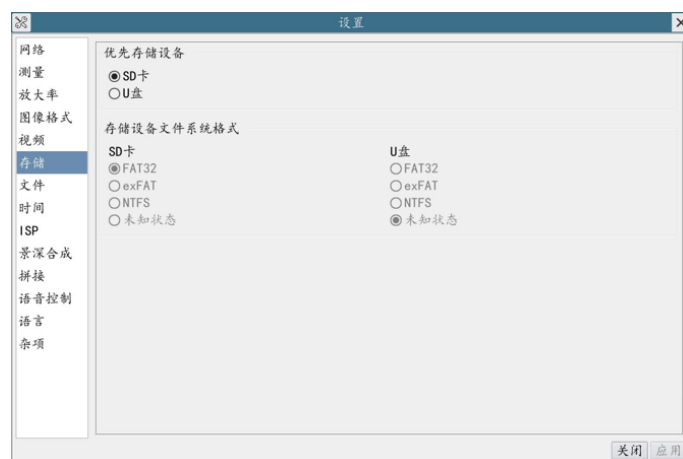 设置
网络
测量
放大率
图像格式
视频
存储
文件
时间
ISP
景深合成
拼接
语音控制
语言
杂项
优先存储设备
SD卡
U盘
存储设备文件系统格式
SD卡
FAT32
exFAT
NTFS
未知状态
U盘
FAT32
exFAT
NTFS
未知状态
关闭 应用